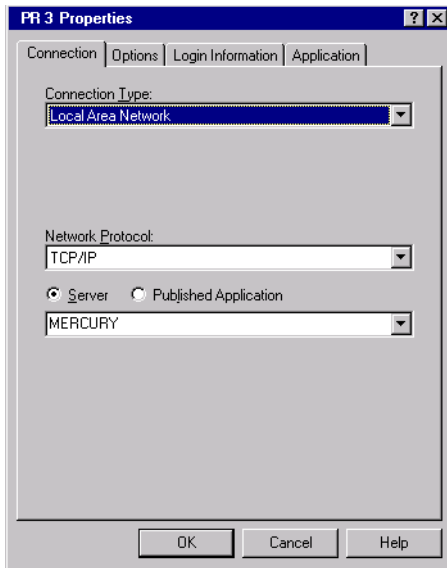 PR 3 Properties ? X
Connection Options Login Information Application
Connection Type:
Local Area Network
Network Protocol:
TCP/IP
Server Published Application
MERCURY
OK Cancel Help